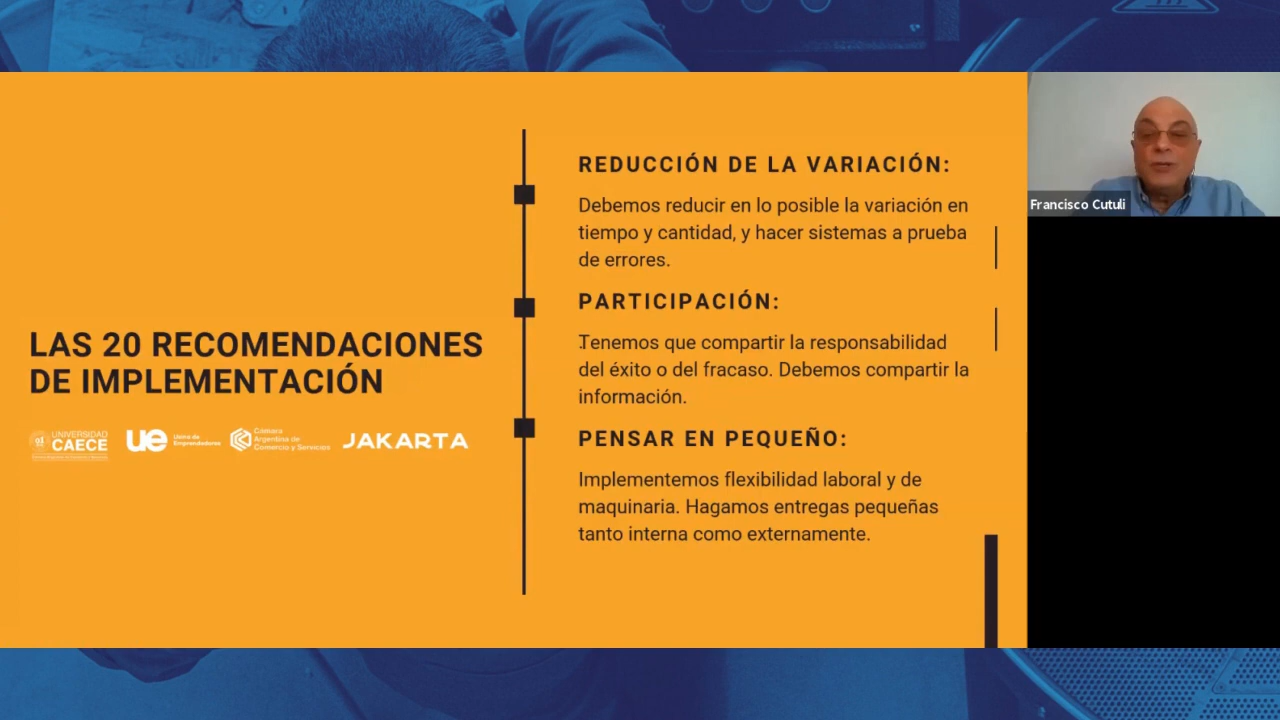 LAS 20 RECOMENDACIONES
DE IMPLEMENTACIÓN
UNIVERSIDAD
CAECE
ue
Usina de
Emprendedores
Cámara
Argentina de
Comercio y Servicios
JAKARTA
REDUCCIÓN DE LA VARIACIÓN:
Debemos reducir en lo posible la variación en
tiempo y cantidad, y hacer sistemas a prueba
de errores.
PARTICIPACIÓN:
Tenemos que compartir la responsabilidad
del éxito o del fracaso. Debemos compartir la
información.
PENSAR EN PEQUEÑO:
Implementemos flexibilidad laboral y de
maquinaria. Hagamos entregas pequeñas
tanto interna como externamente.
Francisco Cutuli